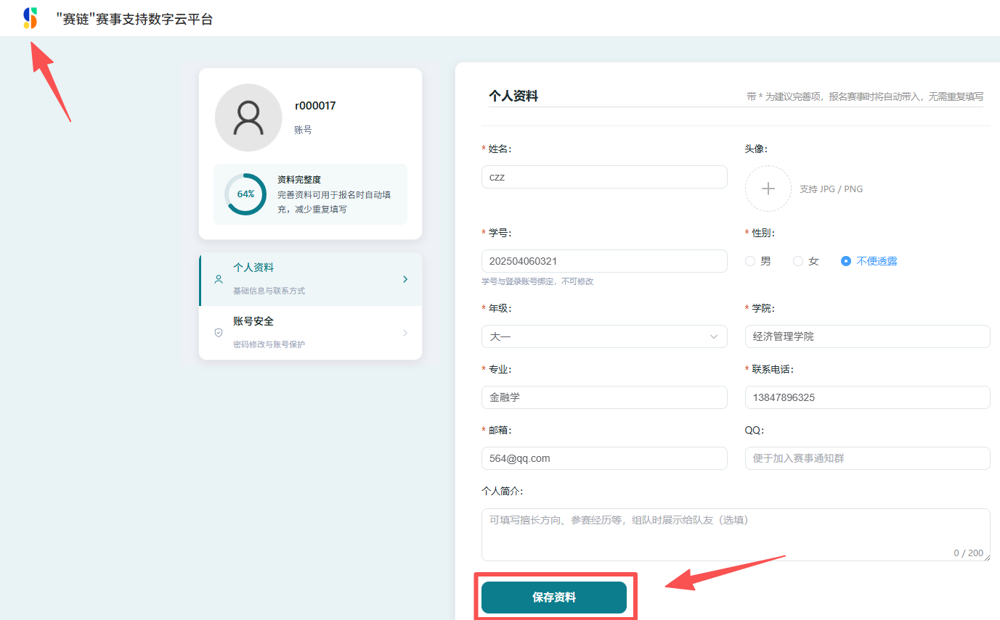 "赛链"赛事支持数字云平台
r000017
账号
64%
资料完整度
完善资料可用于报名时自动填
充，减少重复填写
个人资料
基础信息与联系方式
账号安全
密码修改与账号保护
个人资料
带 * 为建议完善项，报名赛事时将自动带入，无需重复填写
* 姓名：
头像：
czz
支持 JPG / PNG
* 学号：
* 性别：
202504060321
男 女 不便透露
学号与登录账号绑定，不可修改
* 年级：
* 学院：
大一
经济管理学院
* 专业：
* 联系电话：
金融学
13847896325
* 邮箱：
QQ：
564@qq.com
便于加入赛事通知群
个人简介：
可填写擅长方向、参赛经历等，组队时展示给队友（选填）
0 / 200
保存资料